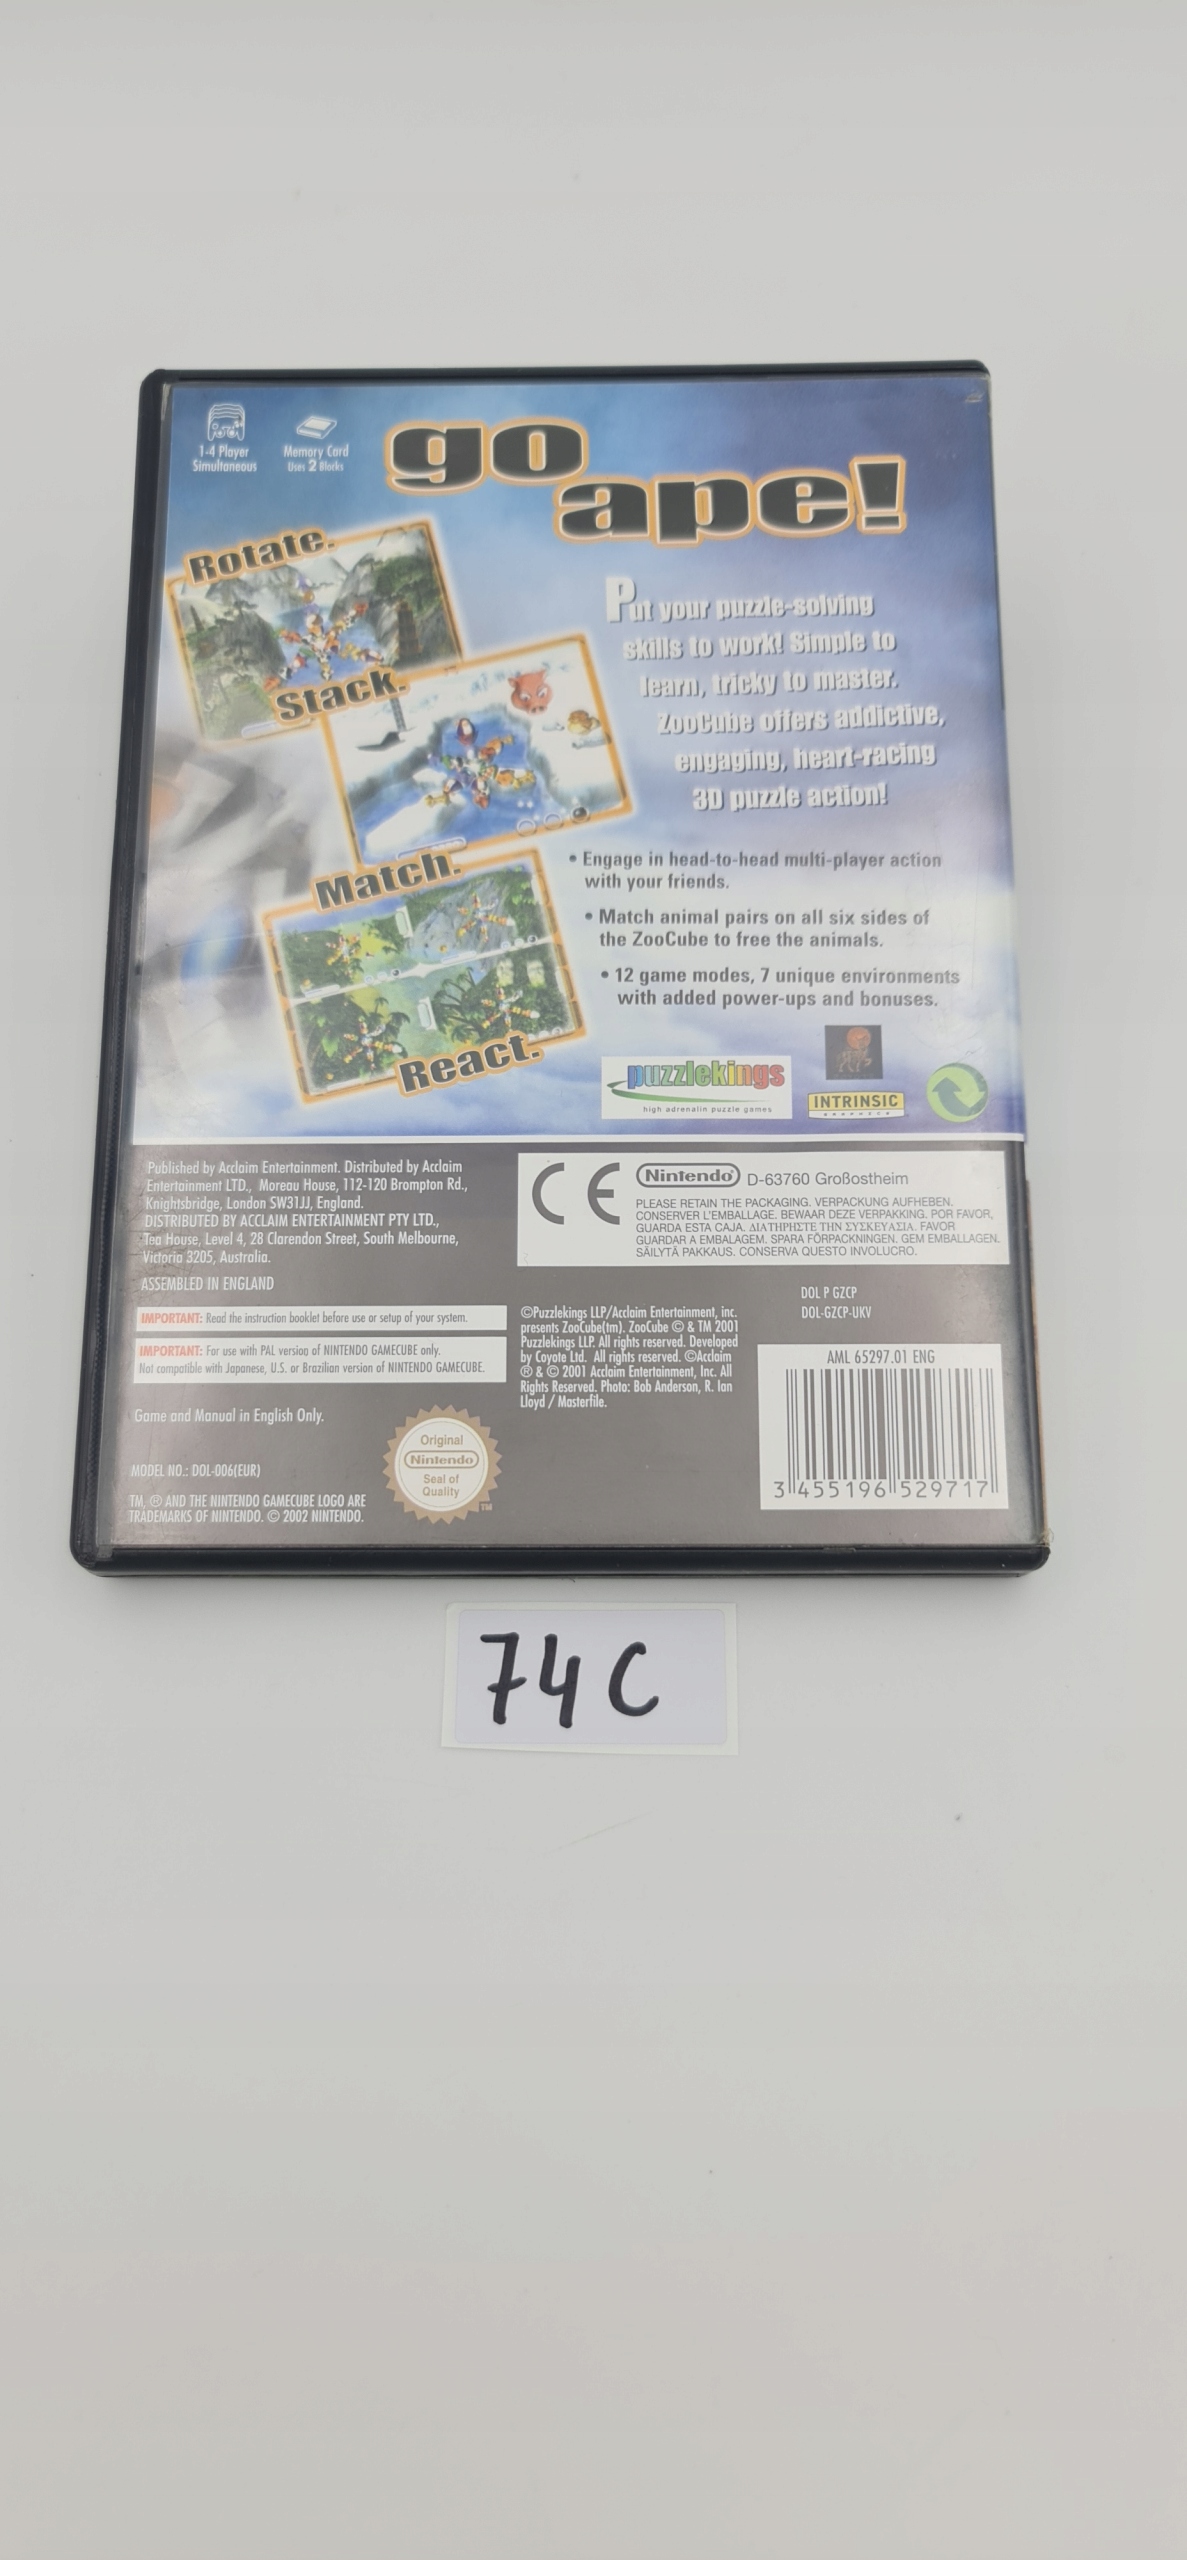 1-4 Player
Simultaneous
Memory Card
Uses 2 Blocks
go
ape!
Rotate.
Stack.
Match.
React.
Put your puzzle-solving
skills to work! Simple to
learn, tricky to master.
ZooCube offers addictive,
engaging, heart-racing
3D puzzle action!
• Engage in head-to-head multi-player action
with your friends.
• Match animal pairs on all six sides of
the ZooCube to free the animals.
• 12 game modes, 7 unique environments
with added power-ups and bonuses.
puzzlekings
high adrenalin puzzle games
INTRINSIC
Published by Acclaim Entertainment. Distributed by Acclaim
Entertainment LTD., Moreau House, 112-120 Brompton Rd.,
Knightsbridge, London SW31JJ, England.
DISTRIBUTED BY ACCLAIM ENTERTAINMENT PTY LTD.,
Tea House, Level 4, 28 Clarendon Street, South Melbourne,
Victoria 3205, Australia.
ASSEMBLED IN ENGLAND
IMPORTANT: Read the instruction booklet before use or setup of your system.
IMPORTANT: For use with PAL version of NINTENDO GAMECUBE only.
Not compatible with Japanese, U.S. or Brazilian version of NINTENDO GAMECUBE.
Game and Manual in English Only.
MODEL NO.: DOL-006(EUR)
TM, ® AND THE NINTENDO GAMECUBE LOGO ARE
TRADEMARKS OF NINTENDO. © 2002 NINTENDO.
Original
Nintendo
Seal of
Quality
TM
CE
Nintendo® D-63760 Großostheim
PLEASE RETAIN THE PACKAGING. VERPACKUNG AUFHEBEN.
CONSERVER L'EMBALLAGE. BEWAAR DEZE VERPAKKING. POR FAVOR,
GUARDA ESTA CAJA. ΔΙΑΤΗΡΗΣΤΕ ΤΗΝ ΣΥΣΚΕΥΑΣΙΑ. FAVOR
GUARDAR A EMBALAGEM. SPARA FÖRPACKNINGEN. GEM EMBALLAGEN.
SÄILYTÄ PAKKAUS. CONSERVA QUESTO INVOLUCRO.
©Puzzlekings LLP/Acclaim Entertainment, inc.
presents ZooCube(tm). ZooCube © & TM 2001
Puzzlekings LLP. All rights reserved. Developed
by Coyote Ltd. All rights reserved. ©Acclaim
® & © 2001 Acclaim Entertainment, Inc. All
Rights Reserved. Photo: Bob Anderson, R. Ian
Lloyd / Masterfile.
DOL P GZCP
DOL-GZCP-UKV
AML 65297.01 ENG
3 455196 529717
74C